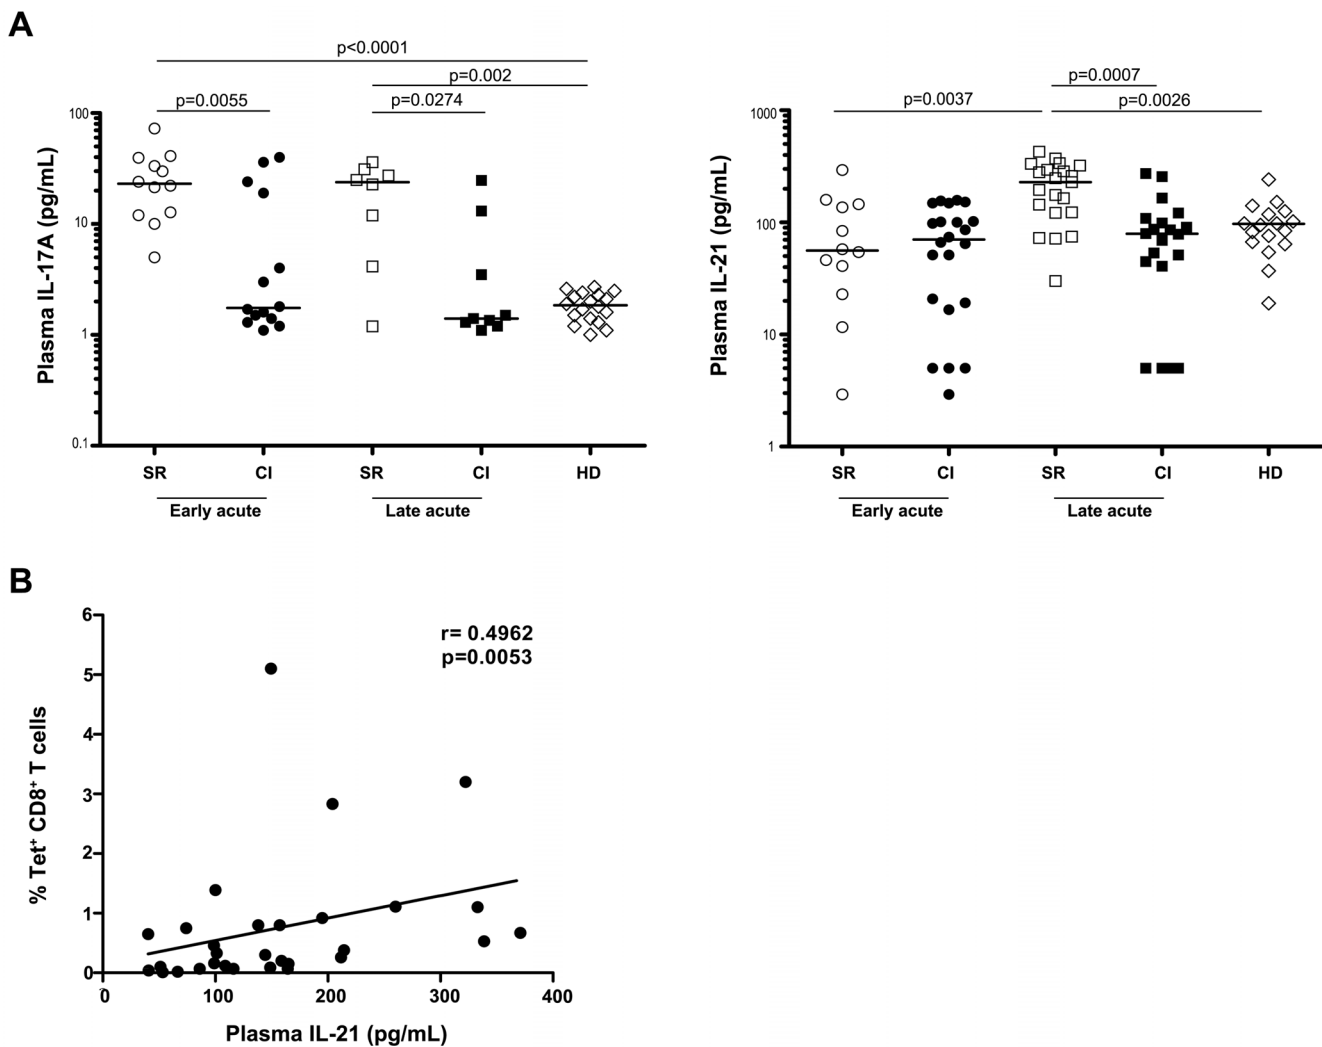 A
p<0.0001
p=0.002
p=0.0055
p=0.0274
100
10
1
0.1
Plasma IL-17A (pg/mL)
SR
CI
SR
CI
HD
Early acute
Late acute
p=0.0007
p=0.0037
p=0.0026
1000
100
10
1
Plasma IL-21 (pg/mL)
SR
CI
SR
CI
HD
Early acute
Late acute
B
r= 0.4962
p=0.0053
6
5
4
3
2
1
0
% Tet⁺ CD8⁺ T cells
0
100
200
300
400
Plasma IL-21 (pg/mL)